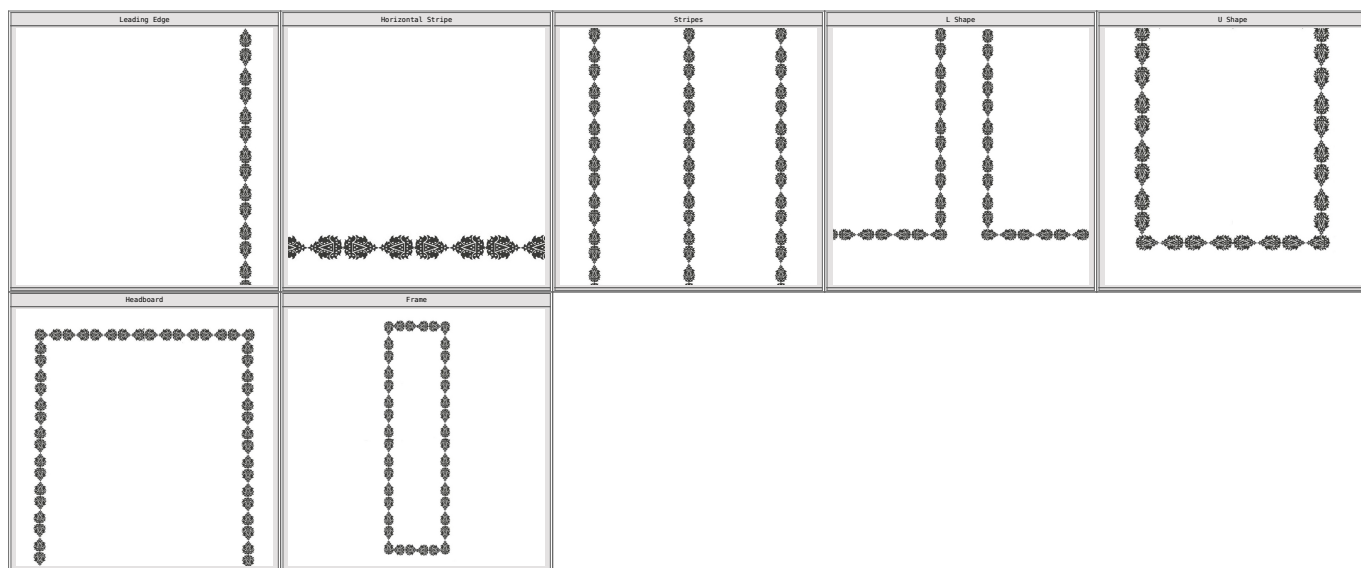 Leading Edge
Horizontal Stripe
Stripes
L Shape
U Shape
Headboard
Frame